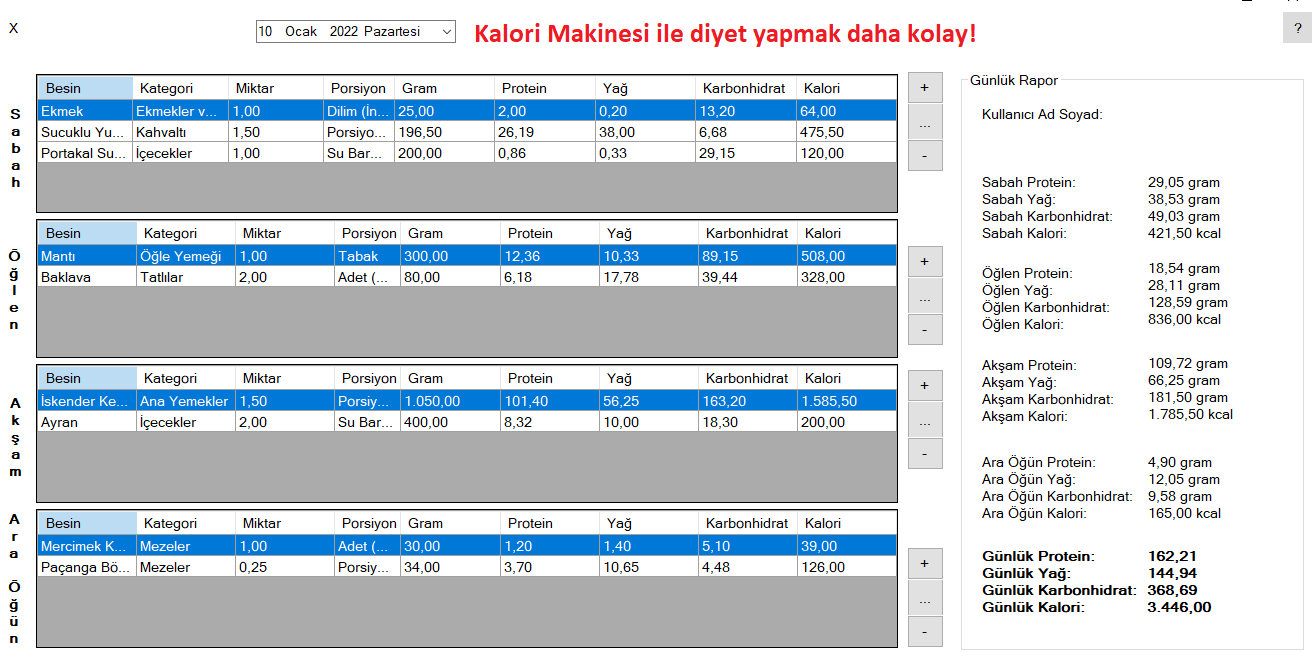 X
10 Ocak 2022 Pazartesi
Kalori Makinesi ile diyet yapmak daha kolay!
?
Sabah
Besin Kategori Miktar Porsiyon Gram Protein Yağ Karbonhidrat Kalori
Ekmek Ekmekler v... 1,00 Dilim (İn... 25,00 2,00 0,20 13,20 64,00
Sucuklu Yu... Kahvaltı 1,50 Porsiyo... 196,50 26,19 38,00 6,68 475,50
Portakal Su... İçecekler 1,00 Su Bar... 200,00 0,86 0,33 29,15 120,00
+
...
-
Öğlen
Besin Kategori Miktar Porsiyon Gram Protein Yağ Karbonhidrat Kalori
Mantı Öğle Yemeği 1,00 Tabak 300,00 12,36 10,33 89,15 508,00
Baklava Tatlılar 2,00 Adet (... 80,00 6,18 17,78 39,44 328,00
+
...
-
Akşam
Besin Kategori Miktar Porsiyon Gram Protein Yağ Karbonhidrat Kalori
İskender Ke... Ana Yemekler 1,50 Porsiy... 1.050,00 101,40 56,25 163,20 1.585,50
Ayran İçecekler 2,00 Su Bar... 400,00 8,32 10,00 18,30 200,00
+
...
-
Ara Öğün
Besin Kategori Miktar Porsiyon Gram Protein Yağ Karbonhidrat Kalori
Mercimek K... Mezeler 1,00 Adet (... 30,00 1,20 1,40 5,10 39,00
Paçanga Bö... Mezeler 0,25 Porsiy... 34,00 3,70 10,65 4,48 126,00
+
...
-
Günlük Rapor
Kullanıcı Ad Soyad:
Sabah Protein: 29,05 gram
Sabah Yağ: 38,53 gram
Sabah Karbonhidrat: 49,03 gram
Sabah Kalori: 421,50 kcal
Öğlen Protein: 18,54 gram
Öğlen Yağ: 28,11 gram
Öğlen Karbonhidrat: 128,59 gram
Öğlen Kalori: 836,00 kcal
Akşam Protein: 109,72 gram
Akşam Yağ: 66,25 gram
Akşam Karbonhidrat: 181,50 gram
Akşam Kalori: 1.785,50 kcal
Ara Öğün Protein: 4,90 gram
Ara Öğün Yağ: 12,05 gram
Ara Öğün Karbonhidrat: 9,58 gram
Ara Öğün Kalori: 165,00 kcal
Günlük Protein: 162,21
Günlük Yağ: 144,94
Günlük Karbonhidrat: 368,69
Günlük Kalori: 3.446,00